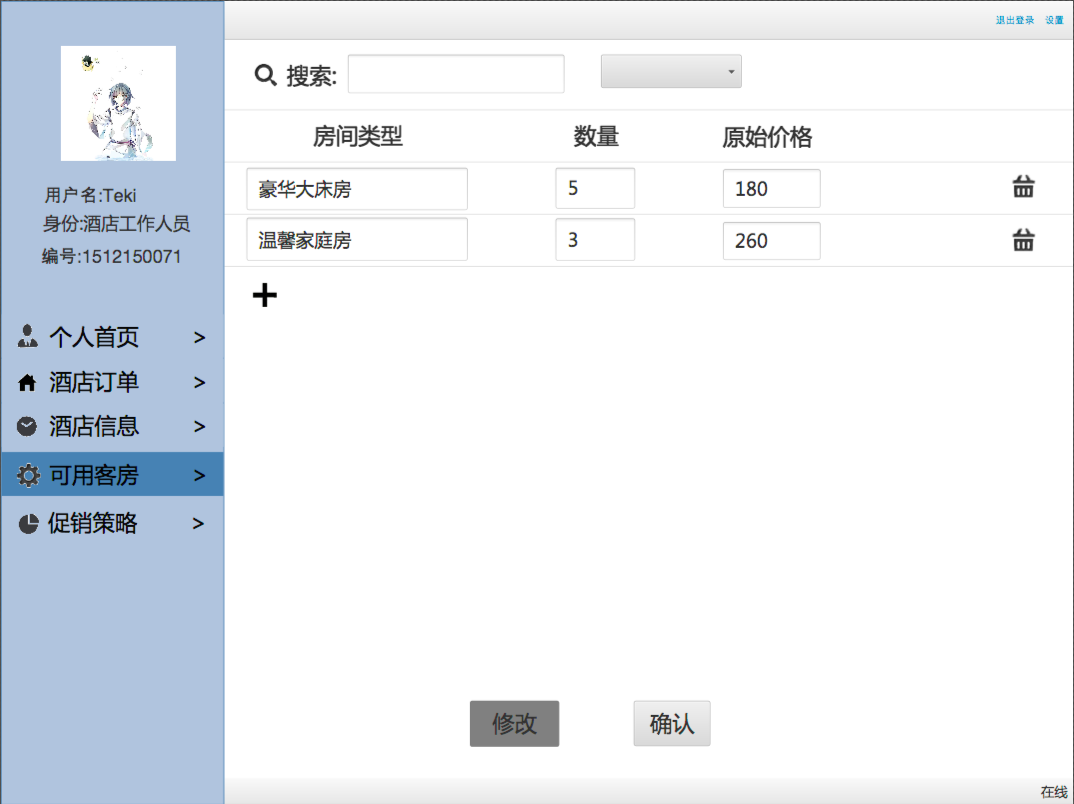 退出登录 设置
用户名:Teki
身份:酒店工作人员
编号:1512150071
个人首页 >
酒店订单 >
酒店信息 >
可用客房 >
促销策略 >
搜索:
房间类型 数量 原始价格
豪华大床房 5 180
温馨家庭房 3 260
修改 确认
在线